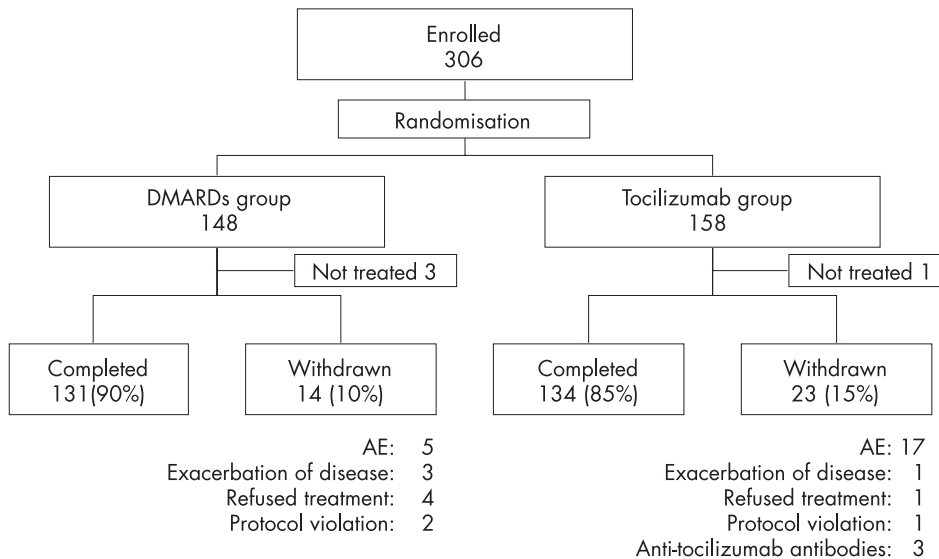 Enrolled
306
Randomisation
DMARDs group
148
Tocilizumab group
158
Not treated 3
Not treated 1
Completed
131(90%)
Withdrawn
14 (10%)
Completed
134 (85%)
Withdrawn
23 (15%)
AE: 5
Exacerbation of disease: 3
Refused treatment: 4
Protocol violation: 2
AE: 17
Exacerbation of disease: 1
Refused treatment: 1
Protocol violation: 1
Anti-tocilizumab antibodies: 3